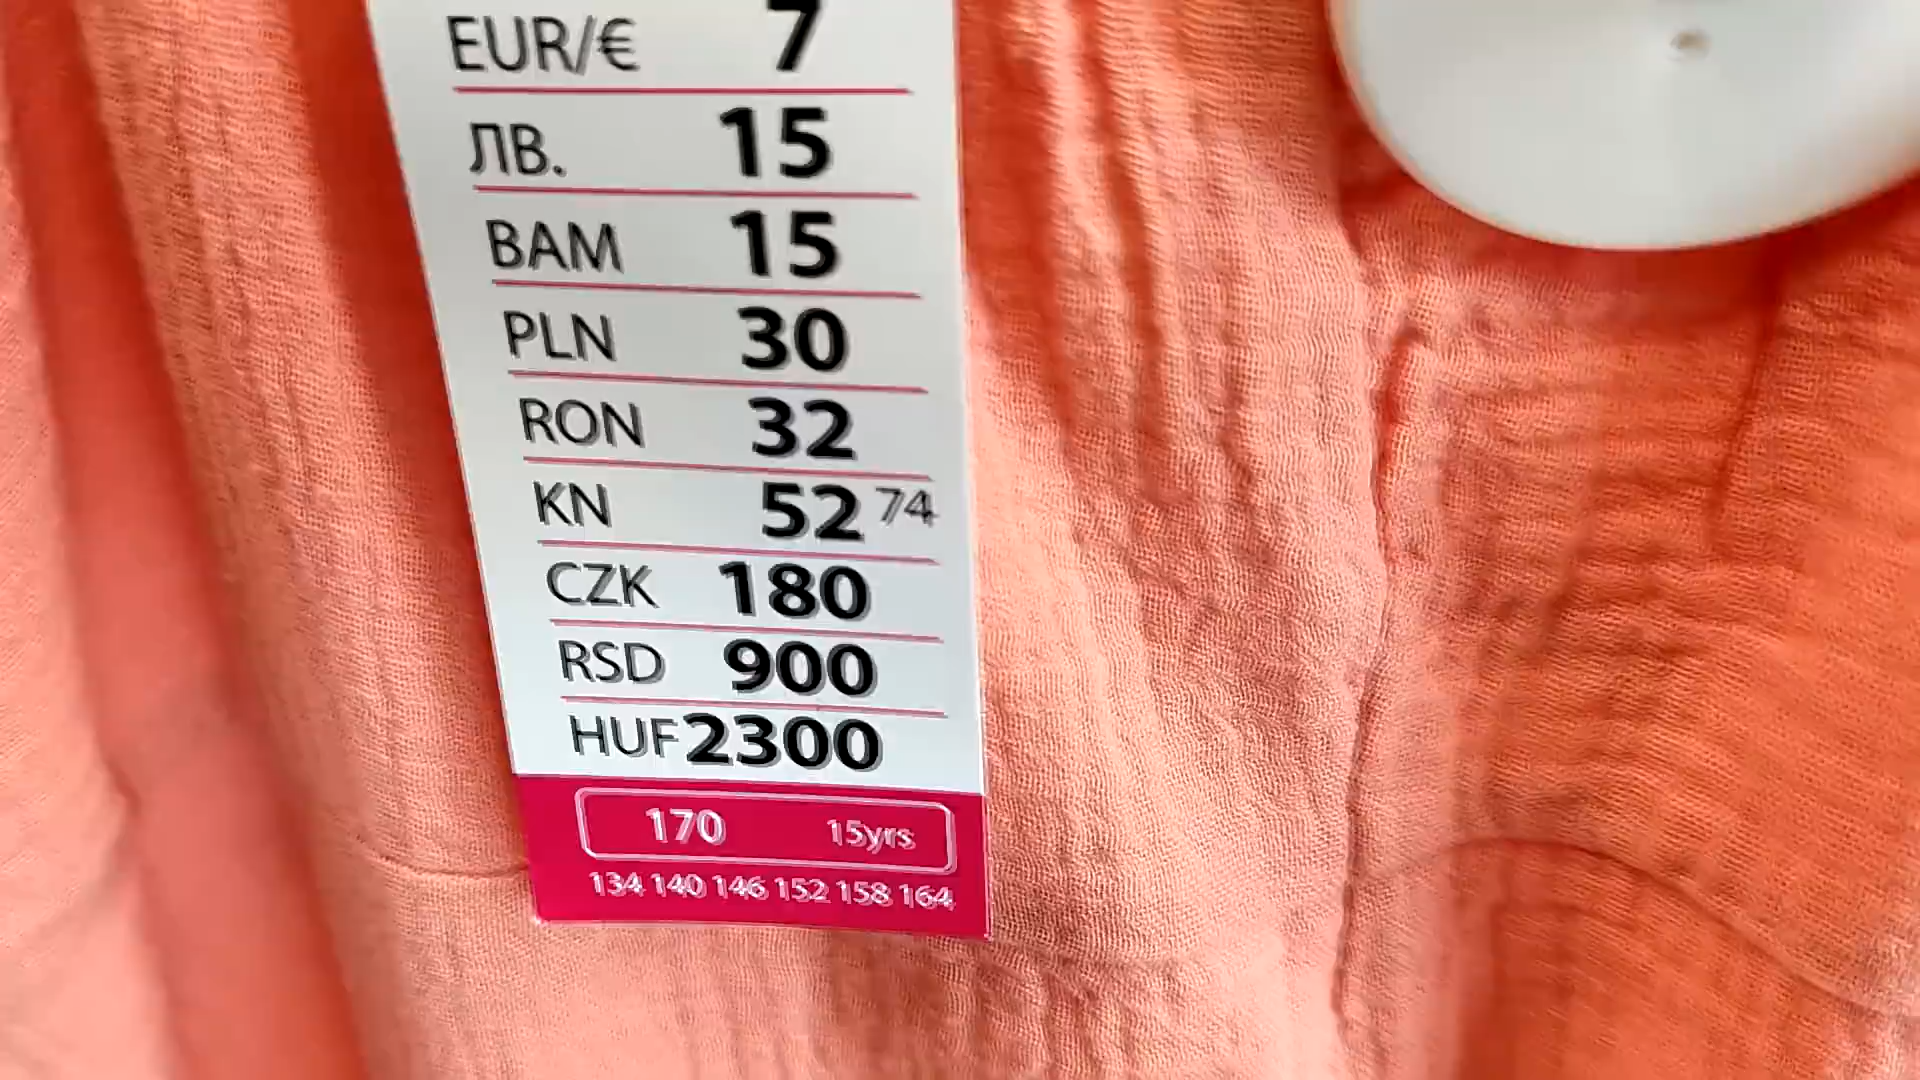 EUR/€ 7
ЛВ. 15
BAM 15
PLN 30
RON 32
KN 52 74
CZK 180
RSD 900
HUF 2300
170 15yrs
134 140 146 152 158 164